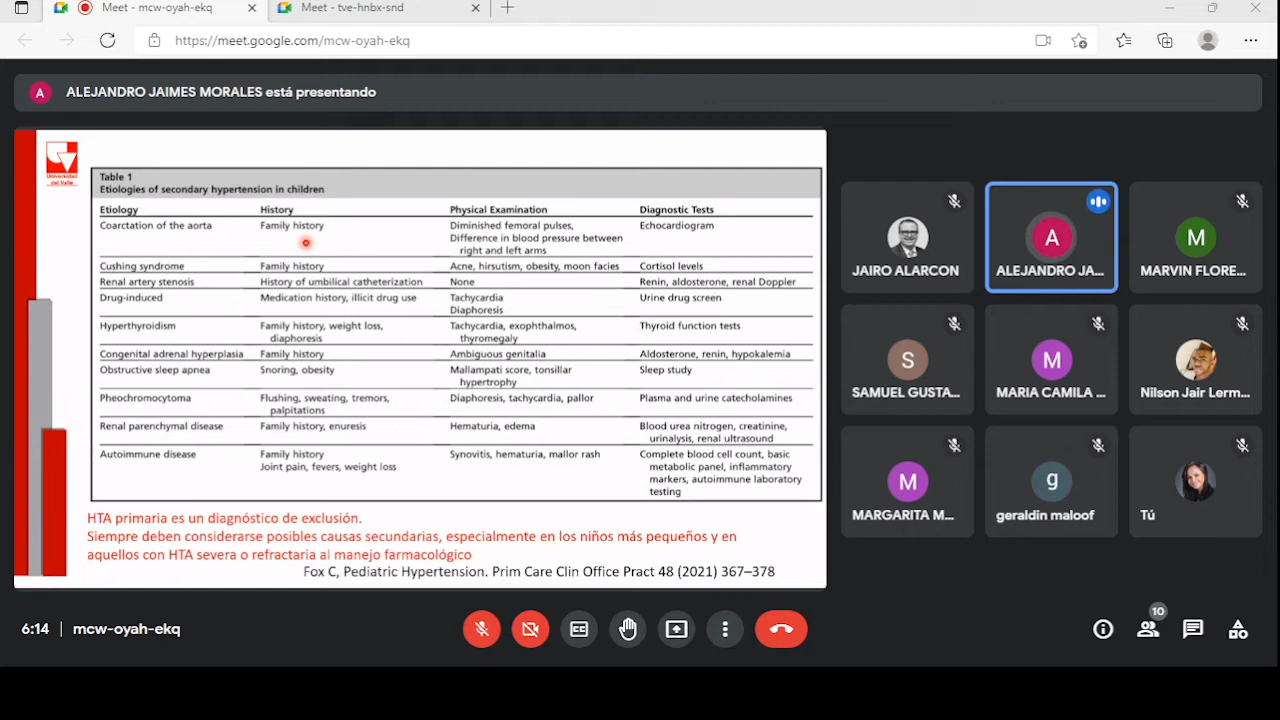 Meet - mcw-oyah-ekq
Meet - tve-hnbx-snd
https://meet.google.com/mcw-oyah-ekq
A ALEJANDRO JAIMES MORALES está presentando
Universidad
del Valle
Table 1
Etiologies of secondary hypertension in children
Etiology History Physical Examination Diagnostic Tests
Coarctation of the aorta Family history Diminished femoral pulses, Echocardiogram
Difference in blood pressure between
right and left arms
Cushing syndrome Family history Acne, hirsutism, obesity, moon facies Cortisol levels
Renal artery stenosis History of umbilical catheterization None Renin, aldosterone, renal Doppler
Drug-induced Medication history, illicit drug use Tachycardia Urine drug screen
Diaphoresis
Hyperthyroidism Family history, weight loss, Tachycardia, exophthalmos, Thyroid function tests
diaphoresis thyromegaly
Congenital adrenal hyperplasia Family history Ambiguous genitalia Aldosterone, renin, hypokalemia
Obstructive sleep apnea Snoring, obesity Mallampati score, tonsillar Sleep study
hypertrophy
Pheochromocytoma Flushing, sweating, tremors, Diaphoresis, tachycardia, pallor Plasma and urine catecholamines
palpitations
Renal parenchymal disease Family history, enuresis Hematuria, edema Blood urea nitrogen, creatinine,
urinalysis, renal ultrasound
Autoimmune disease Family history Synovitis, hematuria, mallor rash Complete blood cell count, basic
Joint pain, fevers, weight loss metabolic panel, inflammatory
markers, autoimmune laboratory
testing
HTA primaria es un diagnóstico de exclusión.
Siempre deben considerarse posibles causas secundarias, especialmente en los niños más pequeños y en
aquellos con HTA severa o refractaria al manejo farmacológico
Fox C, Pediatric Hypertension. Prim Care Clin Office Pract 48 (2021) 367–378
JAIRO ALARCON
A
ALEJANDRO JA...
M
MARVIN FLORE...
S
SAMUEL GUSTA...
M
MARIA CAMILA ...
Nilson Jair Lerm...
M
MARGARITA M...
g
geraldin maloof
Tú
6:14 | mcw-oyah-ekq
CC
10